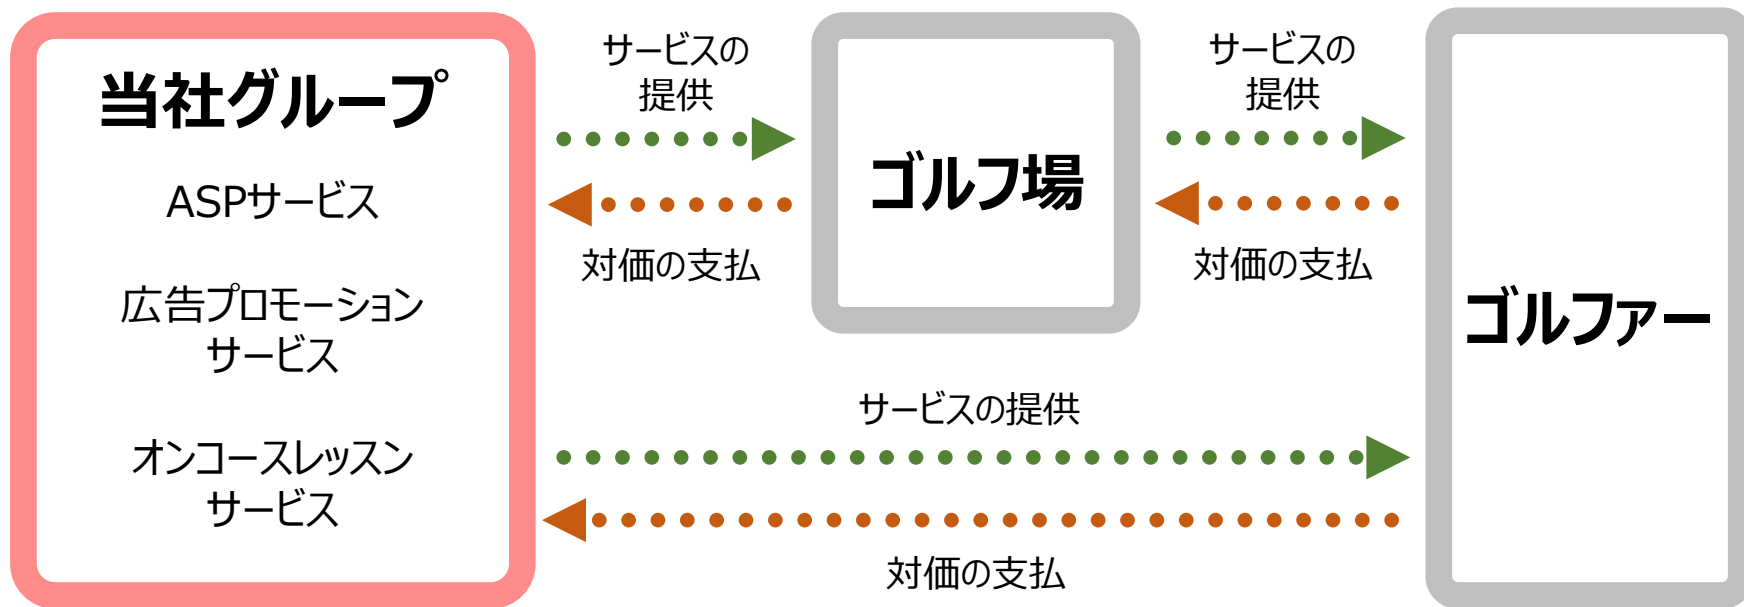 当社グループ
ASPサービス
広告プロモーション
サービス
オンコースレッスン
サービス
サービスの
提供
対価の支払
ゴルフ場
サービスの
提供
対価の支払
サービスの提供
対価の支払
ゴルファー